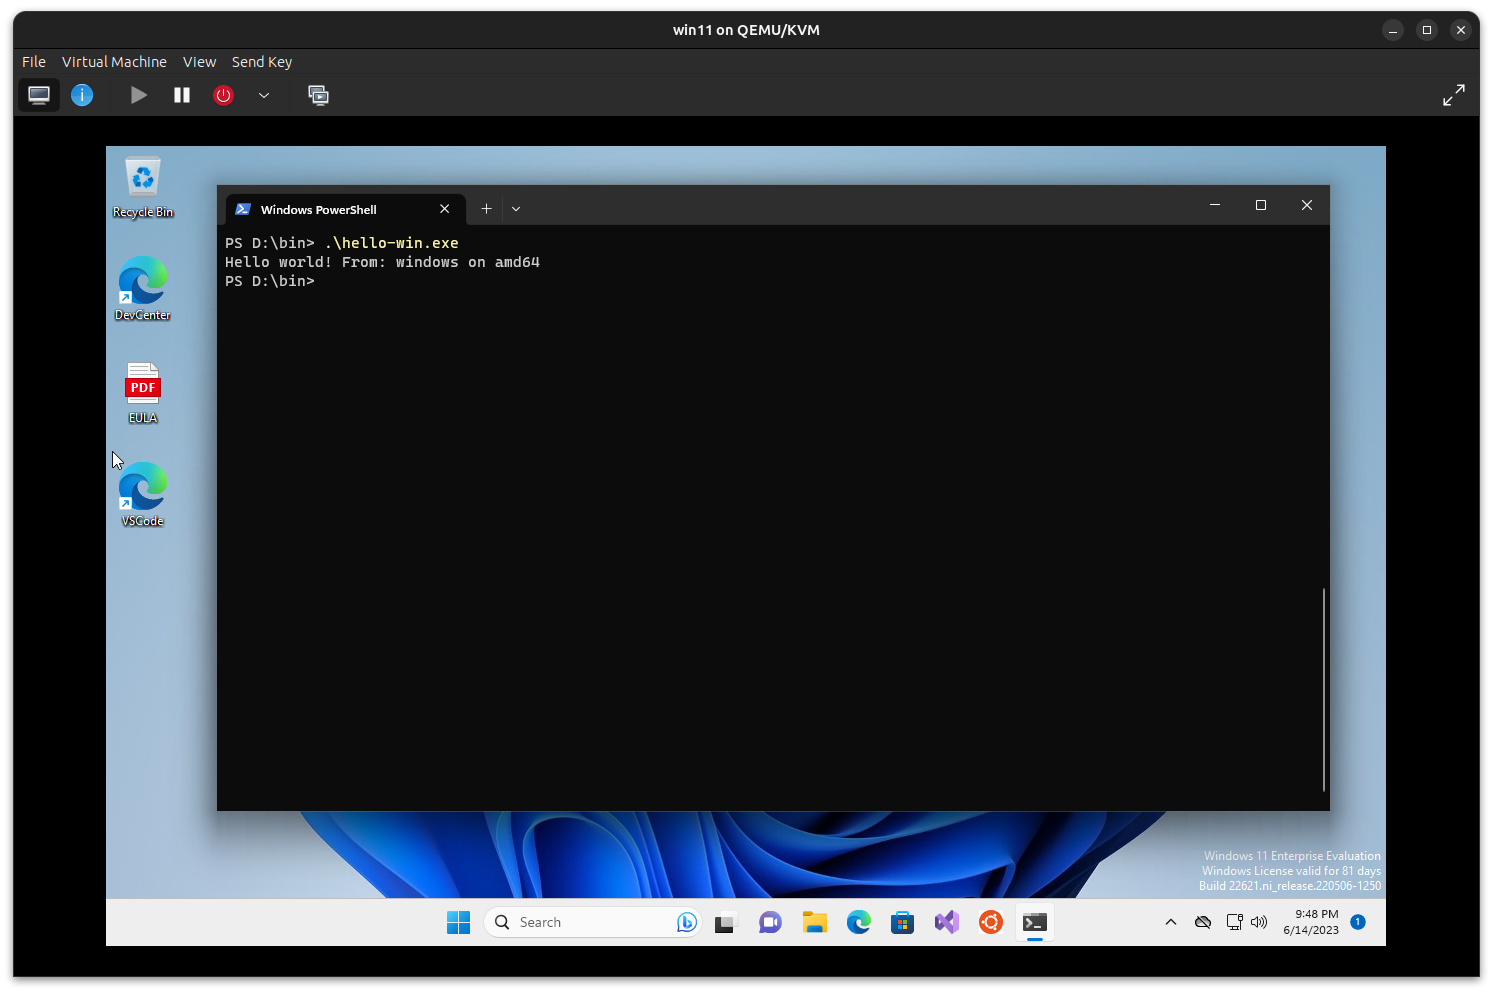 win11 on QEMU/KVM
File Virtual Machine View Send Key
Recycle Bin
DevCenter
PDF
EULA
VSCode
Windows PowerShell
PS D:\bin> .\hello-win.exe
Hello world! From: windows on amd64
PS D:\bin>
Windows 11 Enterprise Evaluation
Windows License valid for 81 days
Build 22621.ni_release.220506-1250
Search
9:48 PM
6/14/2023
1